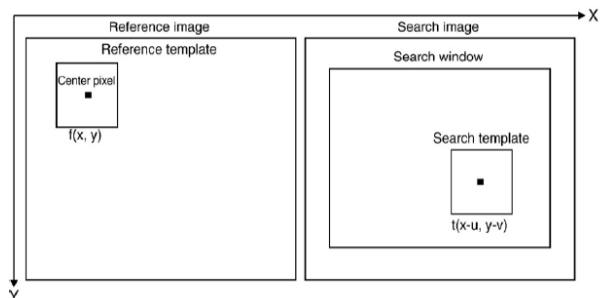 X
Reference image
Search image
Reference template
Search window
Center pixel
f(x, y)
Search template
t(x-u, y-v)
Y